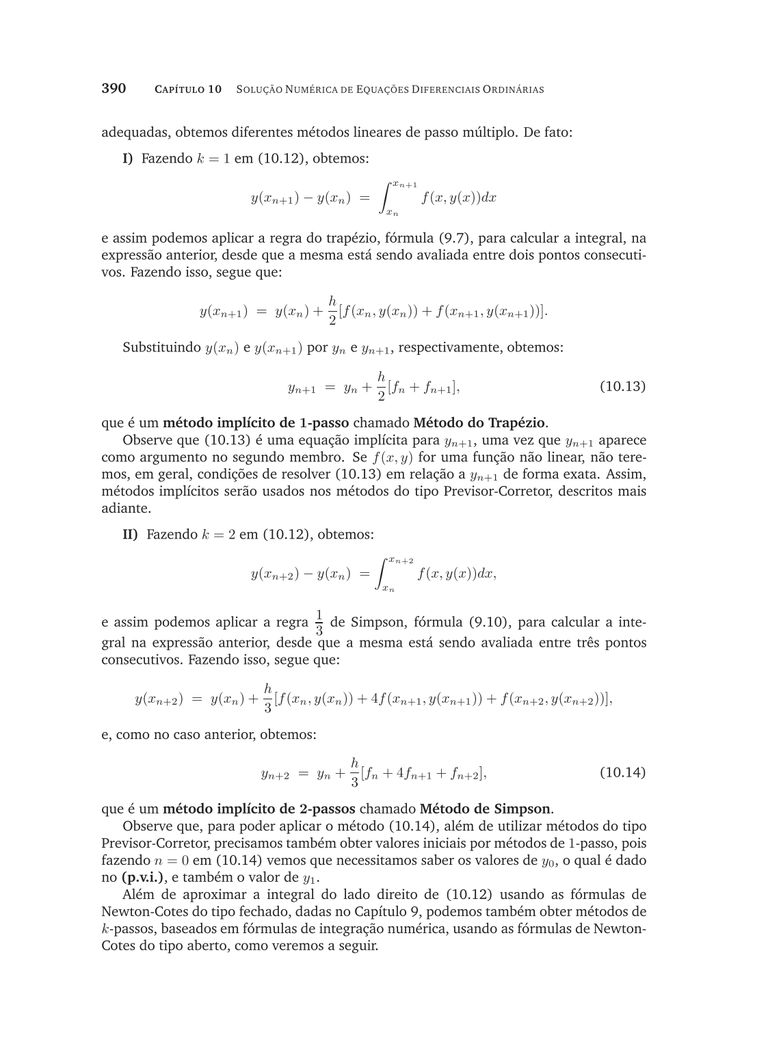 390 CAPÍTULO 10 SOLUÇÃO NUMÉRICA DE EQUAÇÕES DIFERENCIAIS ORDINÁRIAS
adequadas, obtemos diferentes métodos lineares de passo múltiplo. De fato:
I) Fazendo k = 1 em (10.12), obtemos:
y(x_{n+1}) − y(x_n) = ∫_{x_n}^{x_{n+1}} f(x, y(x))dx
e assim podemos aplicar a regra do trapézio, fórmula (9.7), para calcular a integral, na
expressão anterior, desde que a mesma está sendo avaliada entre dois pontos consecuti-
vos. Fazendo isso, segue que:
y(x_{n+1}) = y(x_n) + \frac{h}{2}[f(x_n, y(x_n)) + f(x_{n+1}, y(x_{n+1}))].
Substituindo y(x_n) e y(x_{n+1}) por y_n e y_{n+1}, respectivamente, obtemos:
y_{n+1} = y_n + \frac{h}{2}[f_n + f_{n+1}], (10.13)
que é um método implícito de 1-passo chamado Método do Trapézio.
Observe que (10.13) é uma equação implícita para y_{n+1}, uma vez que y_{n+1} aparece
como argumento no segundo membro. Se f(x, y) for uma função não linear, não tere-
mos, em geral, condições de resolver (10.13) em relação a y_{n+1} de forma exata. Assim,
métodos implícitos serão usados nos métodos do tipo Previsor-Corretor, descritos mais
adiante.
II) Fazendo k = 2 em (10.12), obtemos:
y(x_{n+2}) − y(x_n) = ∫_{x_n}^{x_{n+2}} f(x, y(x))dx,
e assim podemos aplicar a regra \frac{1}{3} de Simpson, fórmula (9.10), para calcular a inte-
gral na expressão anterior, desde que a mesma está sendo avaliada entre três pontos
consecutivos. Fazendo isso, segue que:
y(x_{n+2}) = y(x_n) + \frac{h}{3}[f(x_n, y(x_n)) + 4f(x_{n+1}, y(x_{n+1})) + f(x_{n+2}, y(x_{n+2}))],
e, como no caso anterior, obtemos:
y_{n+2} = y_n + \frac{h}{3}[f_n + 4f_{n+1} + f_{n+2}], (10.14)
que é um método implícito de 2-passos chamado Método de Simpson.
Observe que, para poder aplicar o método (10.14), além de utilizar métodos do tipo
Previsor-Corretor, precisamos também obter valores iniciais por métodos de 1-passo, pois
fazendo n = 0 em (10.14) vemos que necessitamos saber os valores de y_0, o qual é dado
no (p.v.i.), e também o valor de y_1.
Além de aproximar a integral do lado direito de (10.12) usando as fórmulas de
Newton-Cotes do tipo fechado, dadas no Capítulo 9, podemos também obter métodos de
k-passos, baseados em fórmulas de integração numérica, usando as fórmulas de Newton-
Cotes do tipo aberto, como veremos a seguir.